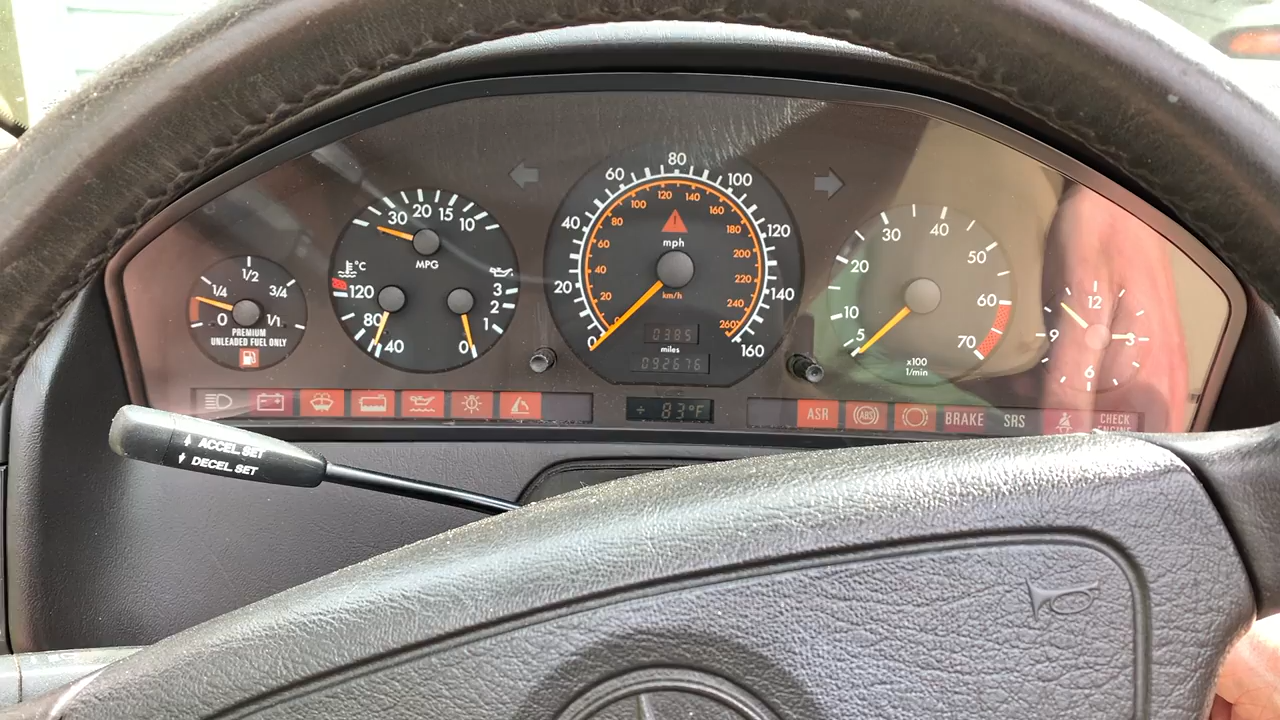 1/2
1/4
3/4
0
1/1
PREMIUM
UNLEADED FUEL ONLY
30
20
15
10
MPG
°C
120
80
40
3
2
1
0
0
20
40
60
80
100
120
140
160
20
40
60
80
100
120
140
160
180
200
220
240
260
mph
km/h
0385
miles
092676
÷ 83°F
5
10
20
30
40
50
60
70
x100
1/min
12
3
6
9
ASR
ABS
BRAKE
SRS
CHECK
ENGINE
ACCEL.SET
DECEL.SET